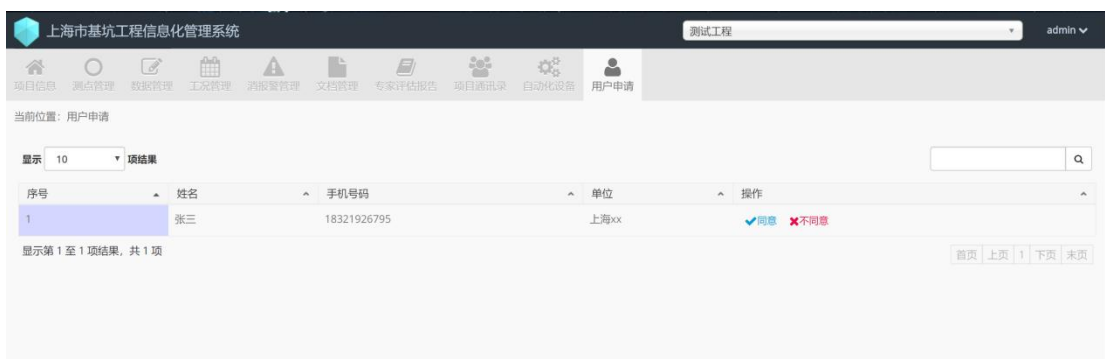 上海市基坑工程信息化管理系统 测试工程 admin
项目信息 测点管理 数据管理 工况管理 消报警管理 文档管理 专家评估报告 项目通讯录 自动化设备 用户申请
当前位置：用户申请
显示 10 项结果
序号 姓名 手机号码 单位 操作
1 张三 18321926795 上海xx 同意 不同意
显示第 1 至 1 项结果，共 1 项 首页 上页 1 下页 末页